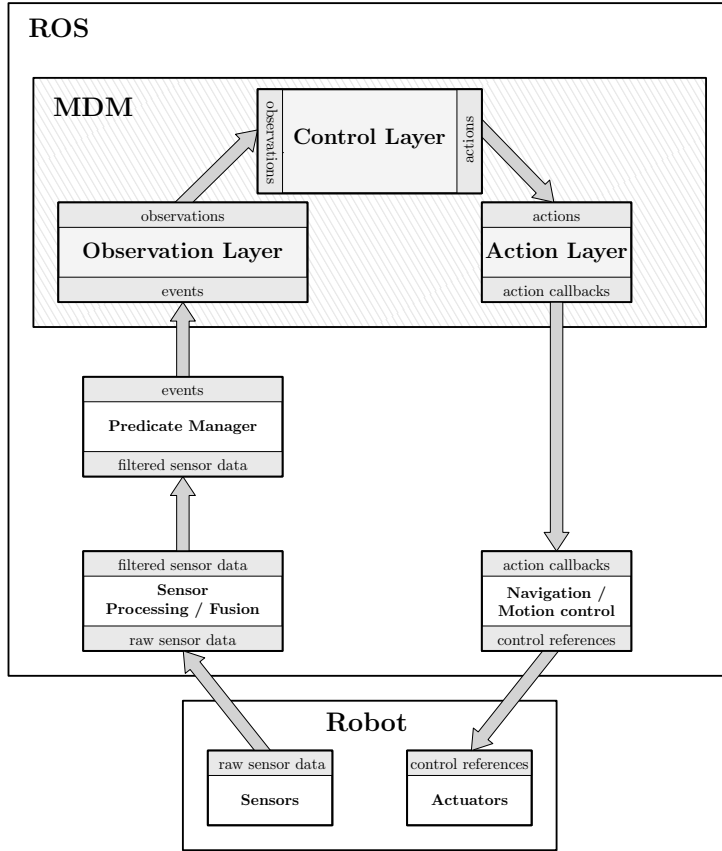 ROS
MDM
observations
Control Layer
actions
observations
Observation Layer
events
actions
Action Layer
action callbacks
events
Predicate Manager
filtered sensor data
filtered sensor data
Sensor
Processing / Fusion
raw sensor data
action callbacks
Navigation /
Motion control
control references
Robot
raw sensor data
Sensors
control references
Actuators